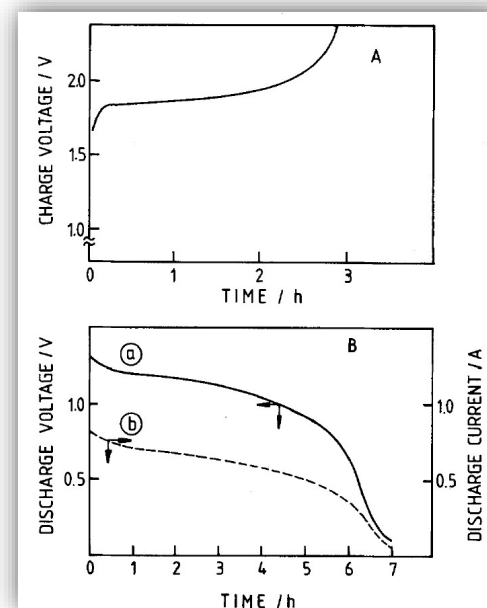 A
CHARGE VOLTAGE / V
2.0
1.5
1.0
0 1 2 3
TIME / h
B
a
b
DISCHARGE VOLTAGE / V
1.0
0.5
DISCHARGE CURRENT / A
1.0
0.5
0 1 2 3 4 5 6 7
TIME / h